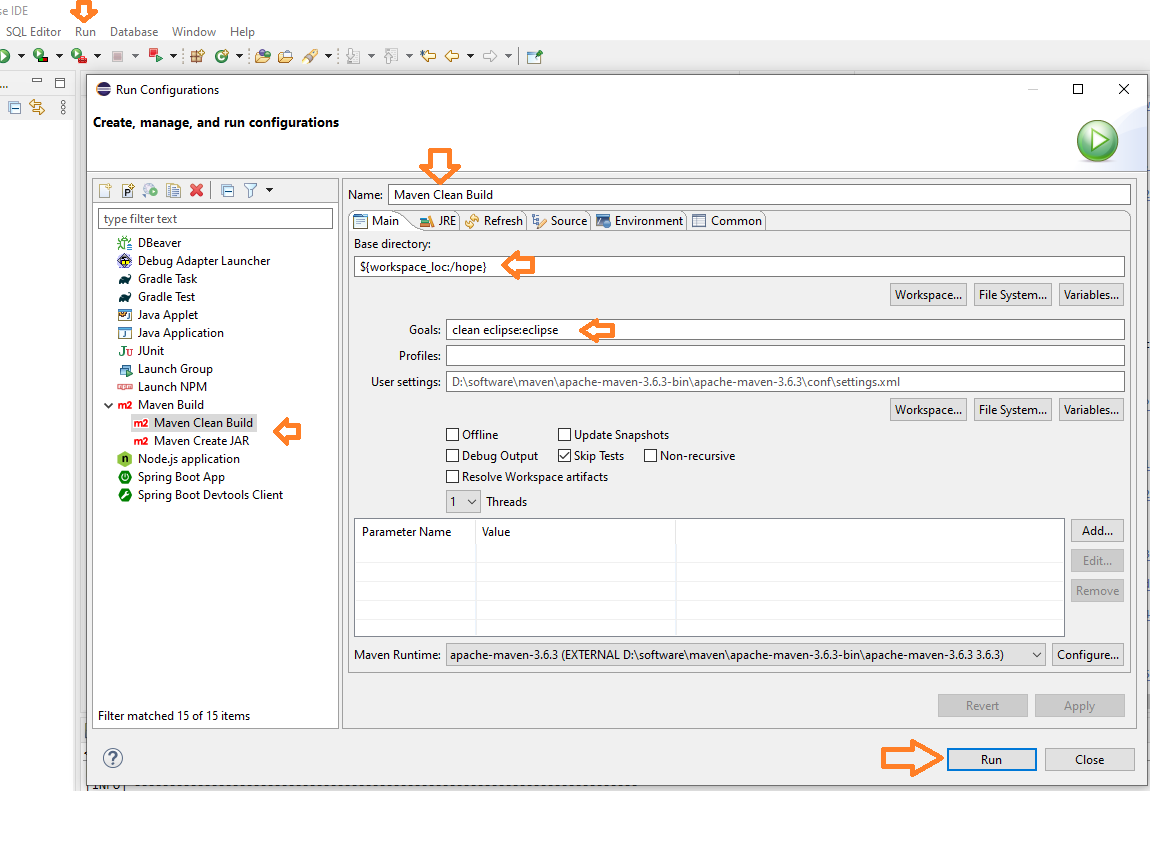 se IDE
SQL Editor Run Database Window Help
...
Run Configurations
Create, manage, and run configurations
type filter text
DBeaver
Debug Adapter Launcher
Gradle Task
Gradle Test
Java Applet
Java Application
Ju JUnit
Launch Group
Launch NPM
m2 Maven Build
m2 Maven Clean Build
m2 Maven Create JAR
Node.js application
Spring Boot App
Spring Boot Devtools Client
Filter matched 15 of 15 items
Name: Maven Clean Build
Main JRE Refresh Source Environment Common
Base directory:
${workspace_loc:/hope}
Workspace... File System... Variables...
Goals: clean eclipse:eclipse
Profiles:
User settings: D:\software\maven\apache-maven-3.6.3-bin\apache-maven-3.6.3\conf\settings.xml
Workspace... File System... Variables...
Offline Update Snapshots
Debug Output Skip Tests Non-recursive
Resolve Workspace artifacts
1 Threads
Parameter Name Value
Add...
Edit...
Remove
Maven Runtime: apache-maven-3.6.3 (EXTERNAL D:\software\maven\apache-maven-3.6.3-bin\apache-maven-3.6.3 3.6.3) Configure...
Revert Apply
? Run Close